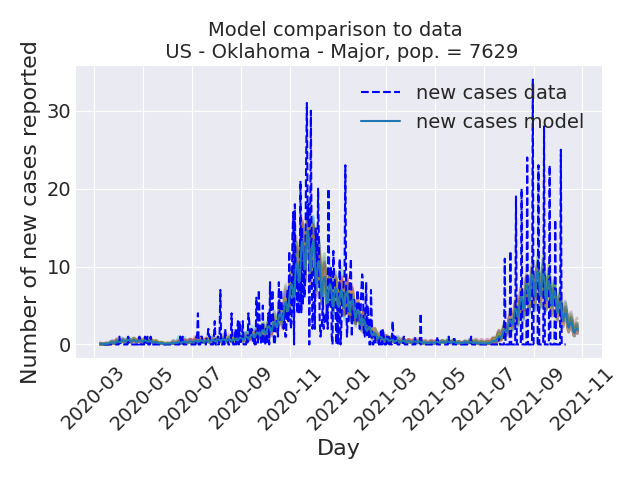 Model comparison to data
US - Oklahoma - Major, pop. = 7629
Number of new cases reported
30
20
10
0
new cases data
new cases model
2020-03
2020-05
2020-07
2020-09
2020-11
2021-01
2021-03
2021-05
2021-07
2021-09
2021-11
Day